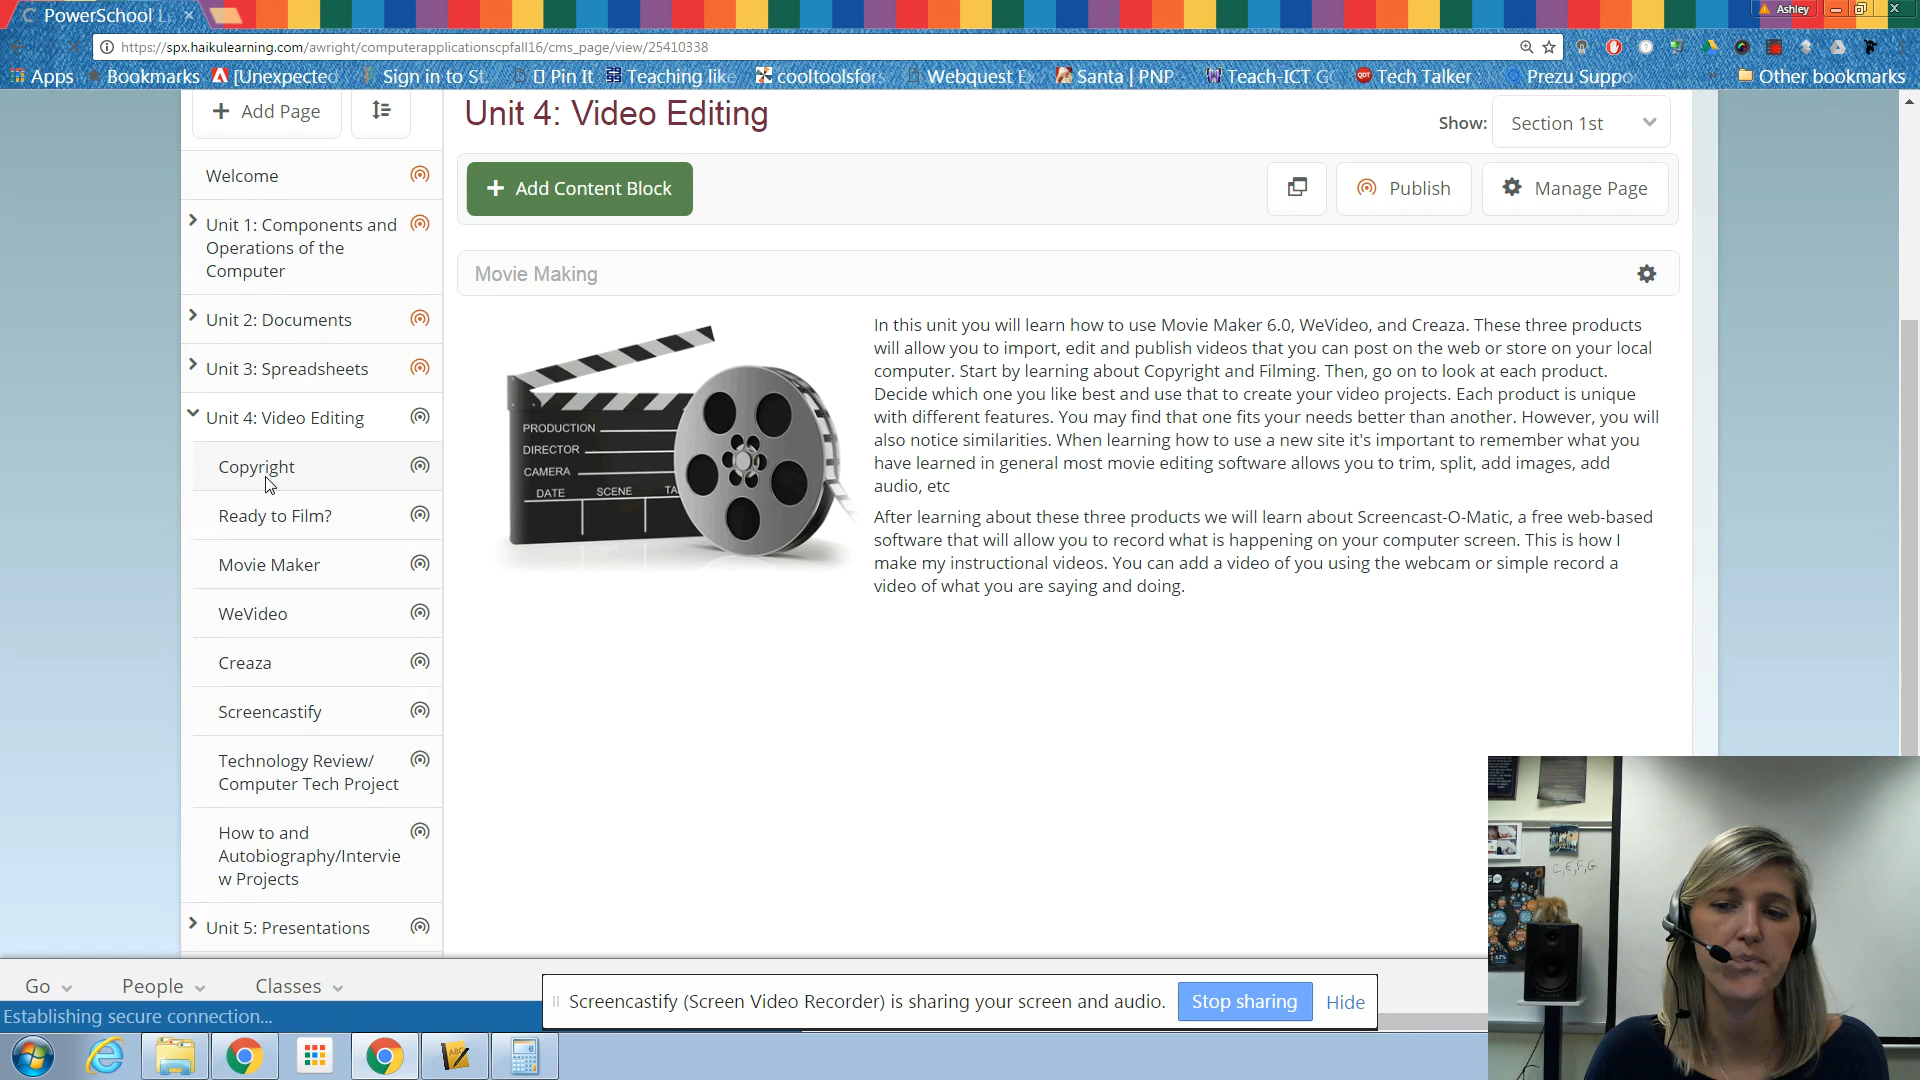 PowerSchool L
Ashley
https://spx.haikulearning.com/awright/computerapplicationscpfall16/cms_page/view/25410338
Apps
Bookmarks
[Unexpected
Sign in to St
Pin It
Teaching like
cooltoolsfor
Webquest E
Santa | PNP
Teach-ICT G
Tech Talker
Prezu Suppo
Other bookmarks
+ Add Page
Unit 4: Video Editing
Show: Section 1st
+ Add Content Block
Publish
Manage Page
Welcome
Unit 1: Components and
Operations of the
Computer
Unit 2: Documents
Unit 3: Spreadsheets
Unit 4: Video Editing
Copyright
Ready to Film?
Movie Maker
WeVideo
Creaza
Screencastify
Technology Review/
Computer Tech Project
How to and
Autobiography/Intervie
w Projects
Unit 5: Presentations
Movie Making
PRODUCTION
DIRECTOR
CAMERA
DATE SCENE TA
In this unit you will learn how to use Movie Maker 6.0, WeVideo, and Creaza. These three products
will allow you to import, edit and publish videos that you can post on the web or store on your local
computer. Start by learning about Copyright and Filming. Then, go on to look at each product.
Decide which one you like best and use that to create your video projects. Each product is unique
with different features. You may find that one fits your needs better than another. However, you will
also notice similarities. When learning how to use a new site it's important to remember what you
have learned in general most movie editing software allows you to trim, split, add images, add
audio, etc
After learning about these three products we will learn about Screencast-O-Matic, a free web-based
software that will allow you to record what is happening on your computer screen. This is how I
make my instructional videos. You can add a video of you using the webcam or simple record a
video of what you are saying and doing.
C, E, F, G
Go
People
Classes
Screencastify (Screen Video Recorder) is sharing your screen and audio.
Stop sharing
Hide
Establishing secure connection...